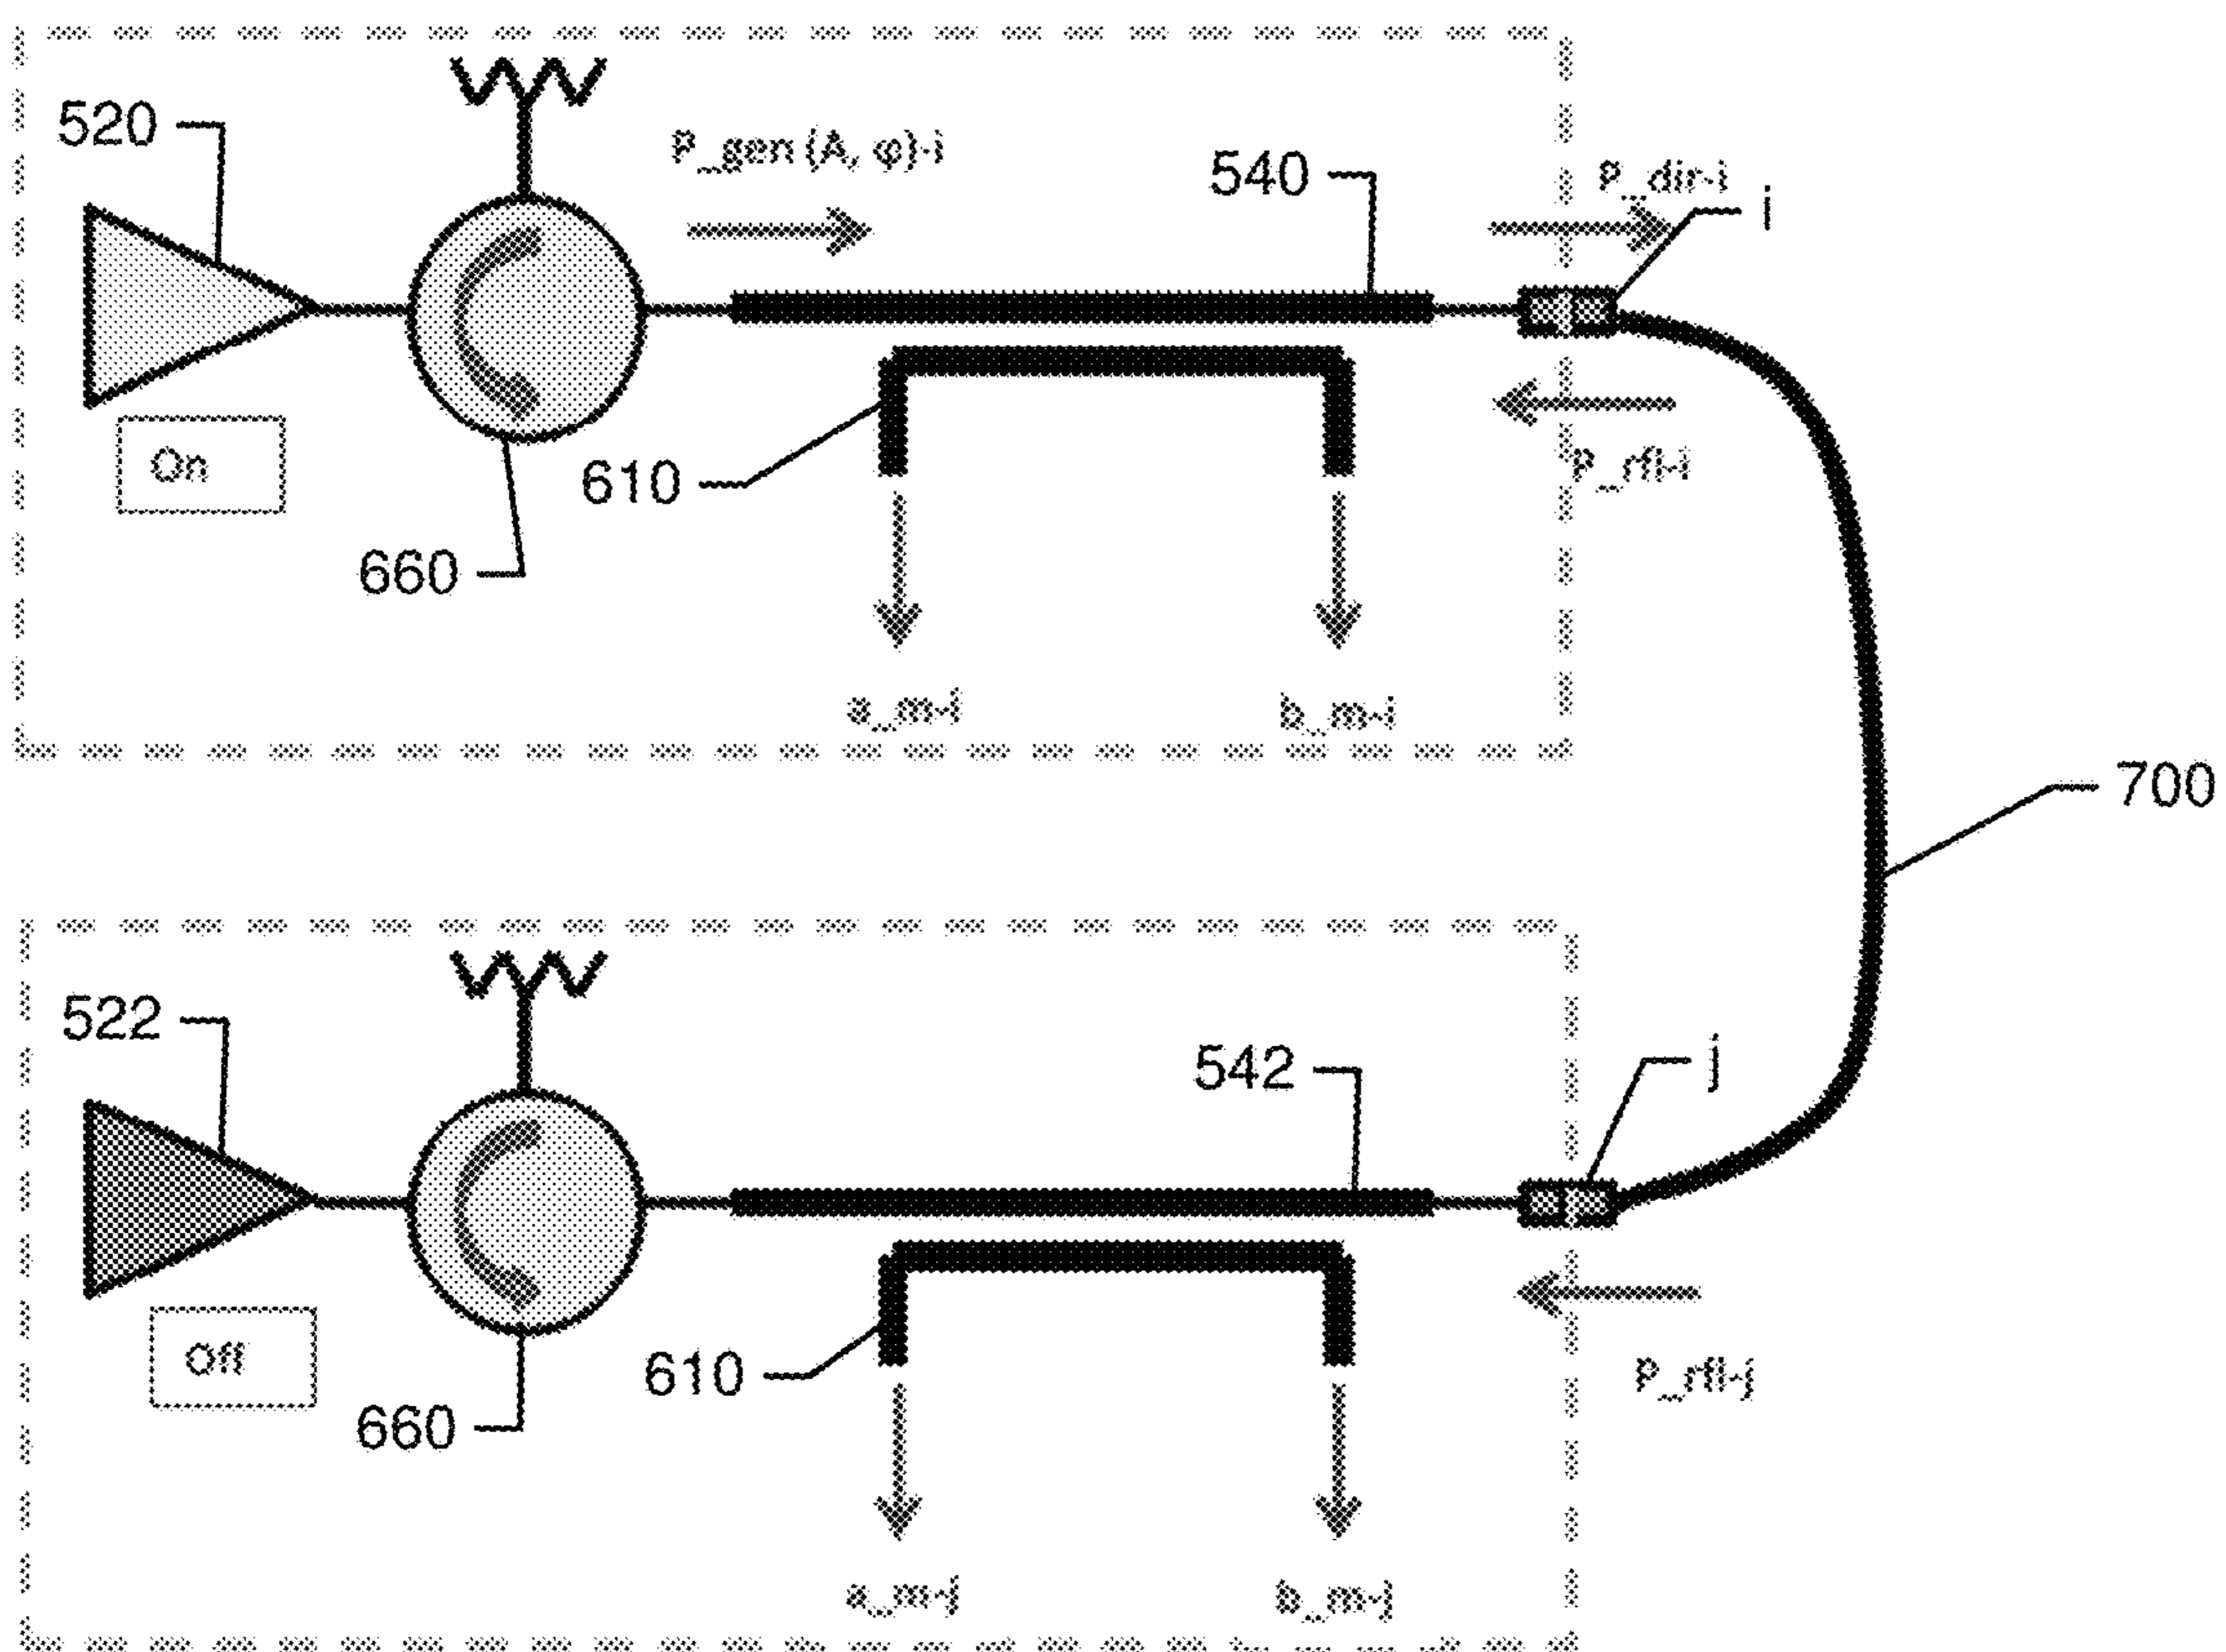 520
P_gen (A, φ)-i
540
P_dir-i
i
On
610
P_rfl-i
660
a_m-i
b_m-i
700
522
542
j
Off
610
P_rfl-j
660
a_m-j
b_m-j